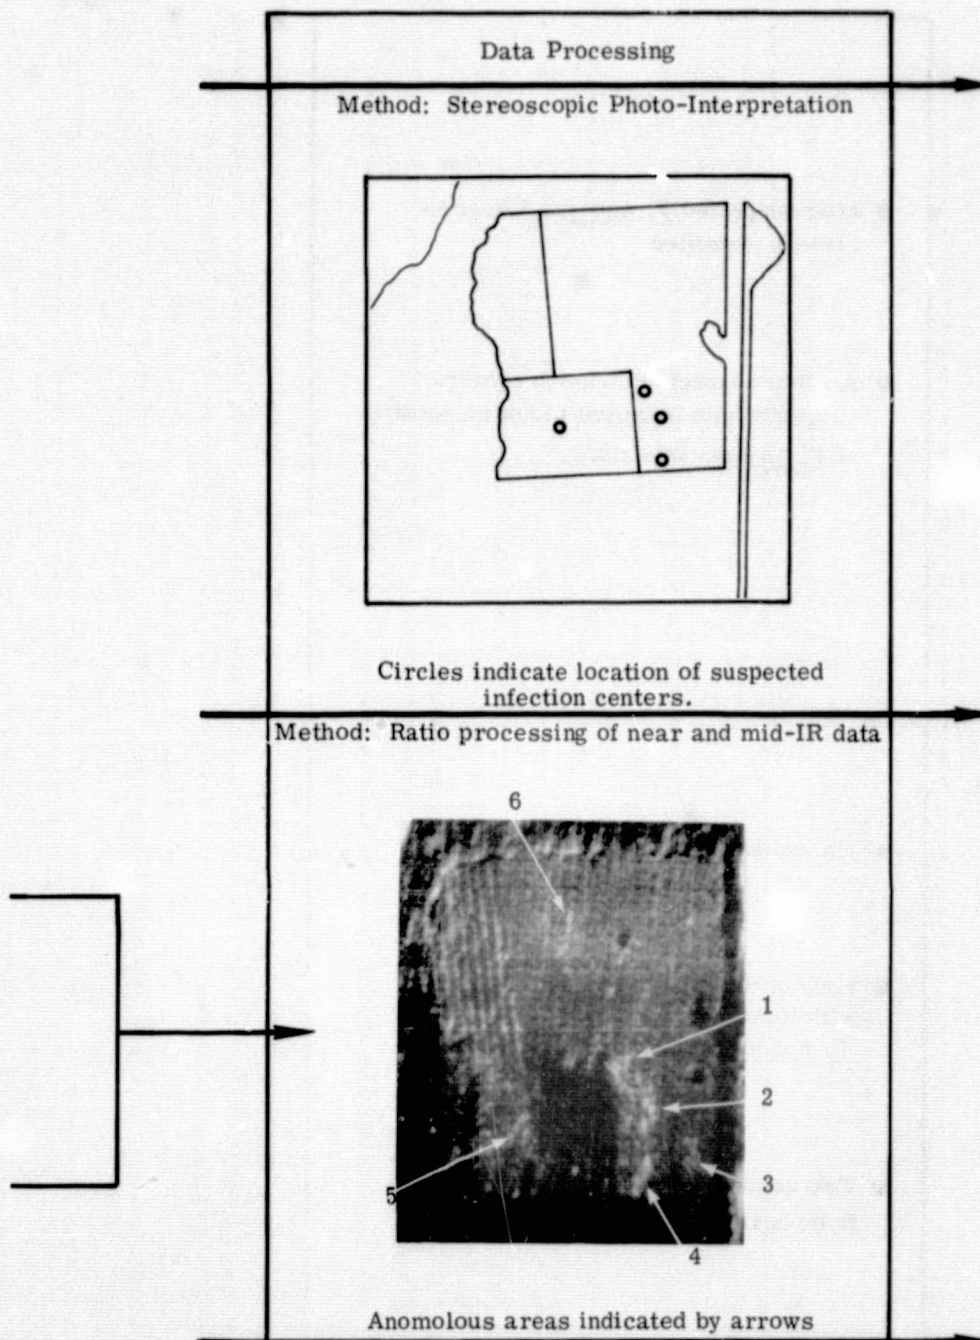 Data Processing
Method: Stereoscopic Photo-Interpretation
Circles indicate location of suspected
infection centers.
Method: Ratio processing of near and mid-IR data
6
1
2
3
4
5
Anomolous areas indicated by arrows